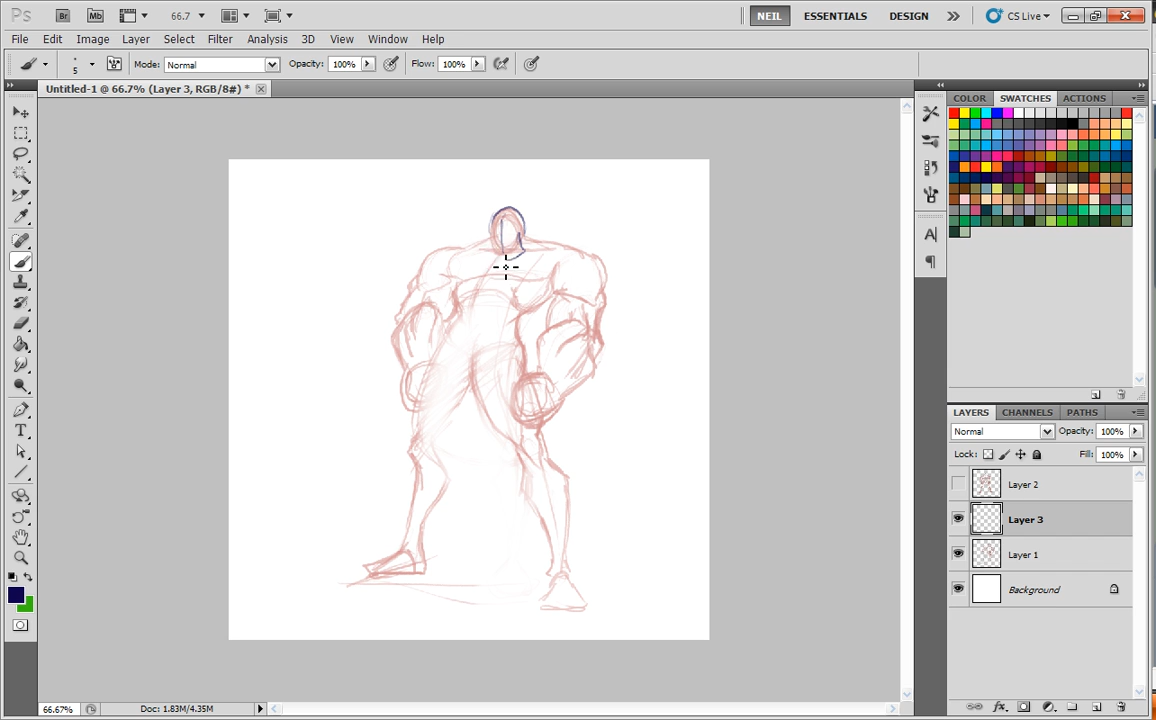 Ps Br Mb 66.7 NEIL ESSENTIALS DESIGN CS Live
File Edit Image Layer Select Filter Analysis 3D View Window Help
5 Mode: Normal Opacity: 100% Flow: 100%
Untitled-1 @ 66.7% (Layer 3, RGB/8#) *
COLOR SWATCHES ACTIONS
LAYERS CHANNELS PATHS
Normal Opacity: 100%
Lock: Fill: 100%
Layer 2
Layer 3
Layer 1
Background
66.67% Doc: 1.83M/4.35M